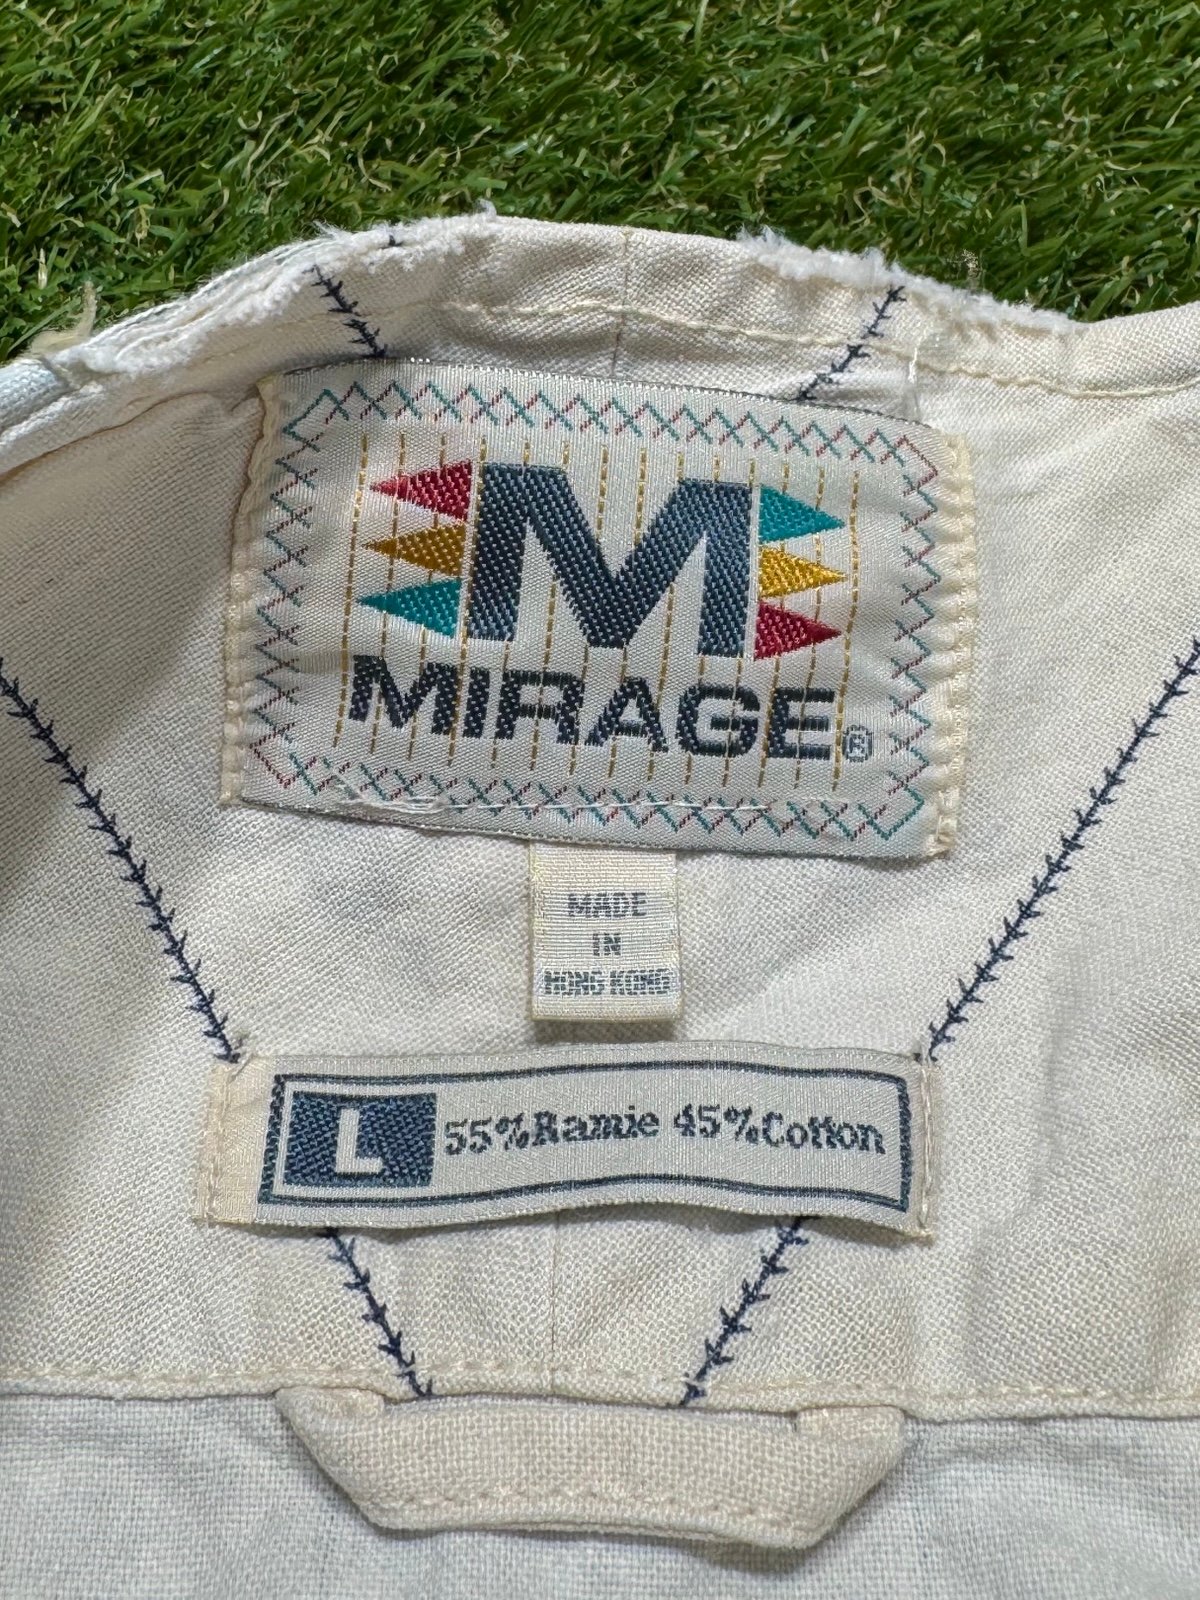 M
MIRAGE®
MADE
IN
HONG KONG
L 55%Ramie 45%Cotton